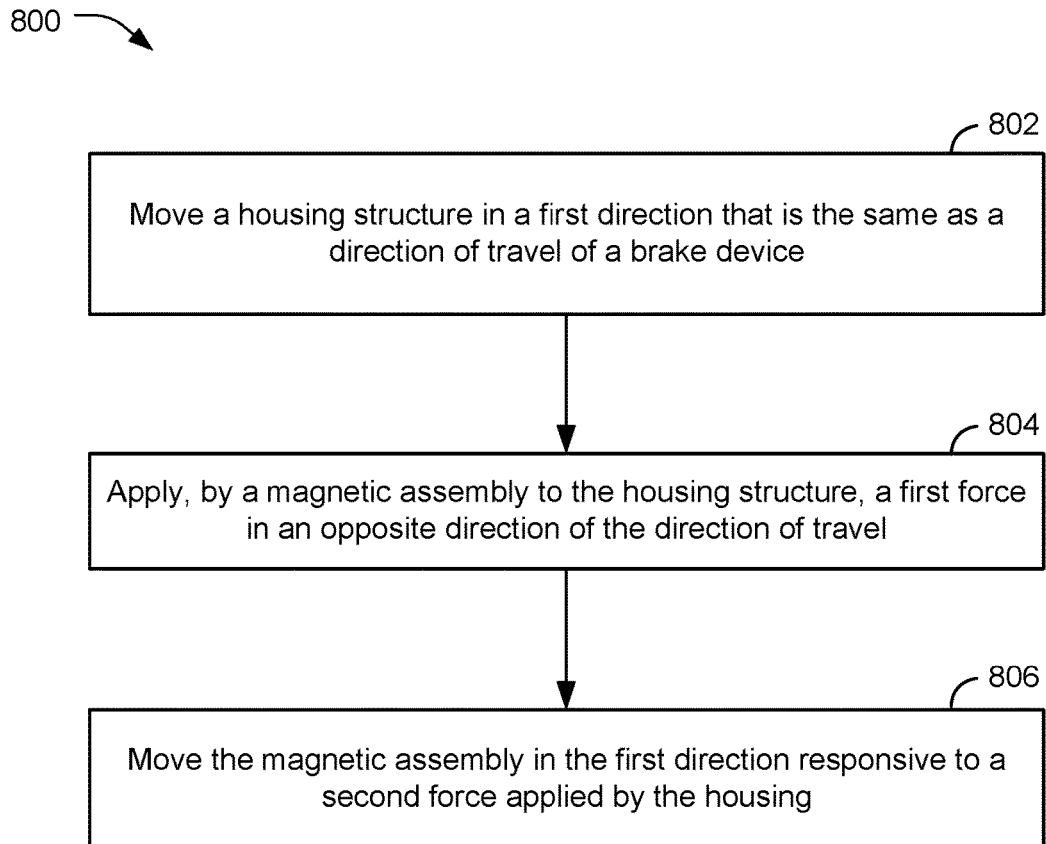 800
802
Move a housing structure in a first direction that is the same as a
direction of travel of a brake device
804
Apply, by a magnetic assembly to the housing structure, a first force
in an opposite direction of the direction of travel
806
Move the magnetic assembly in the first direction responsive to a
second force applied by the housing